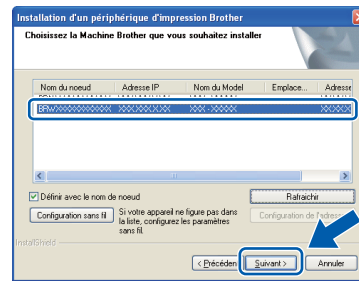 Installation d'un périphérique d'impression Brother
Choisissez la Machine Brother que vous souhaitez installer
Nom du noeud Adresse IP Nom du Model Emplace... Adresse
BRWXXXXXXXXXXXX XXX.XXX.X.XX XXX-XXXXX XXXXX
Définir avec le nom de noeud
Rafraichir
Configuration sans fil
Si votre appareil ne figure pas dans
la liste, configurez les paramètres
sans fil.
Configuration de l'adresse
InstallShield
< Précédent
Suivant >
Annuler